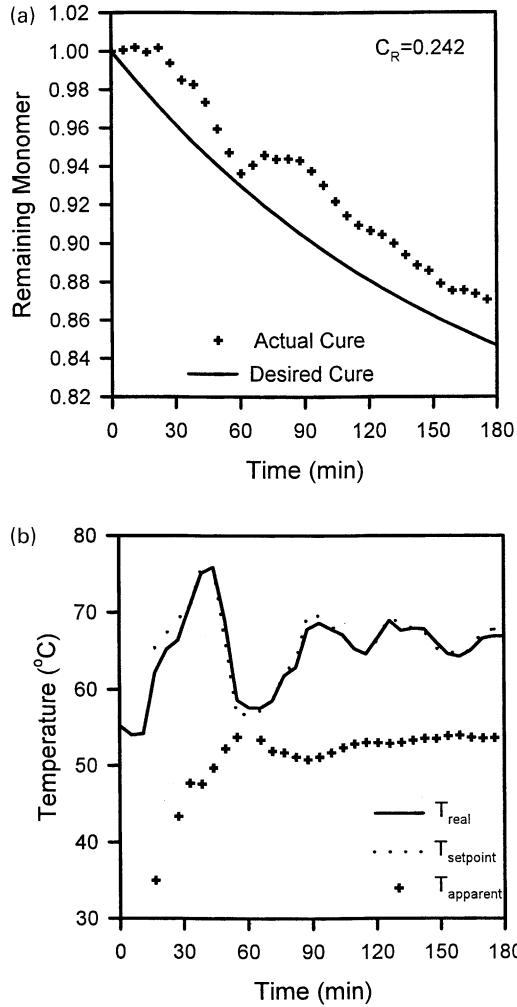 (a)
1.02
1.00
0.98
0.96
0.94
0.92
0.90
0.88
0.86
0.84
0.82
Remaining Monomer
C_R=0.242
Actual Cure
Desired Cure
0 30 60 90 120 150 180
Time (min)
(b)
80
70
60
50
40
30
Temperature (°C)
T_real
T_setpoint
T_apparent
0 30 60 90 120 150 180
Time (min)